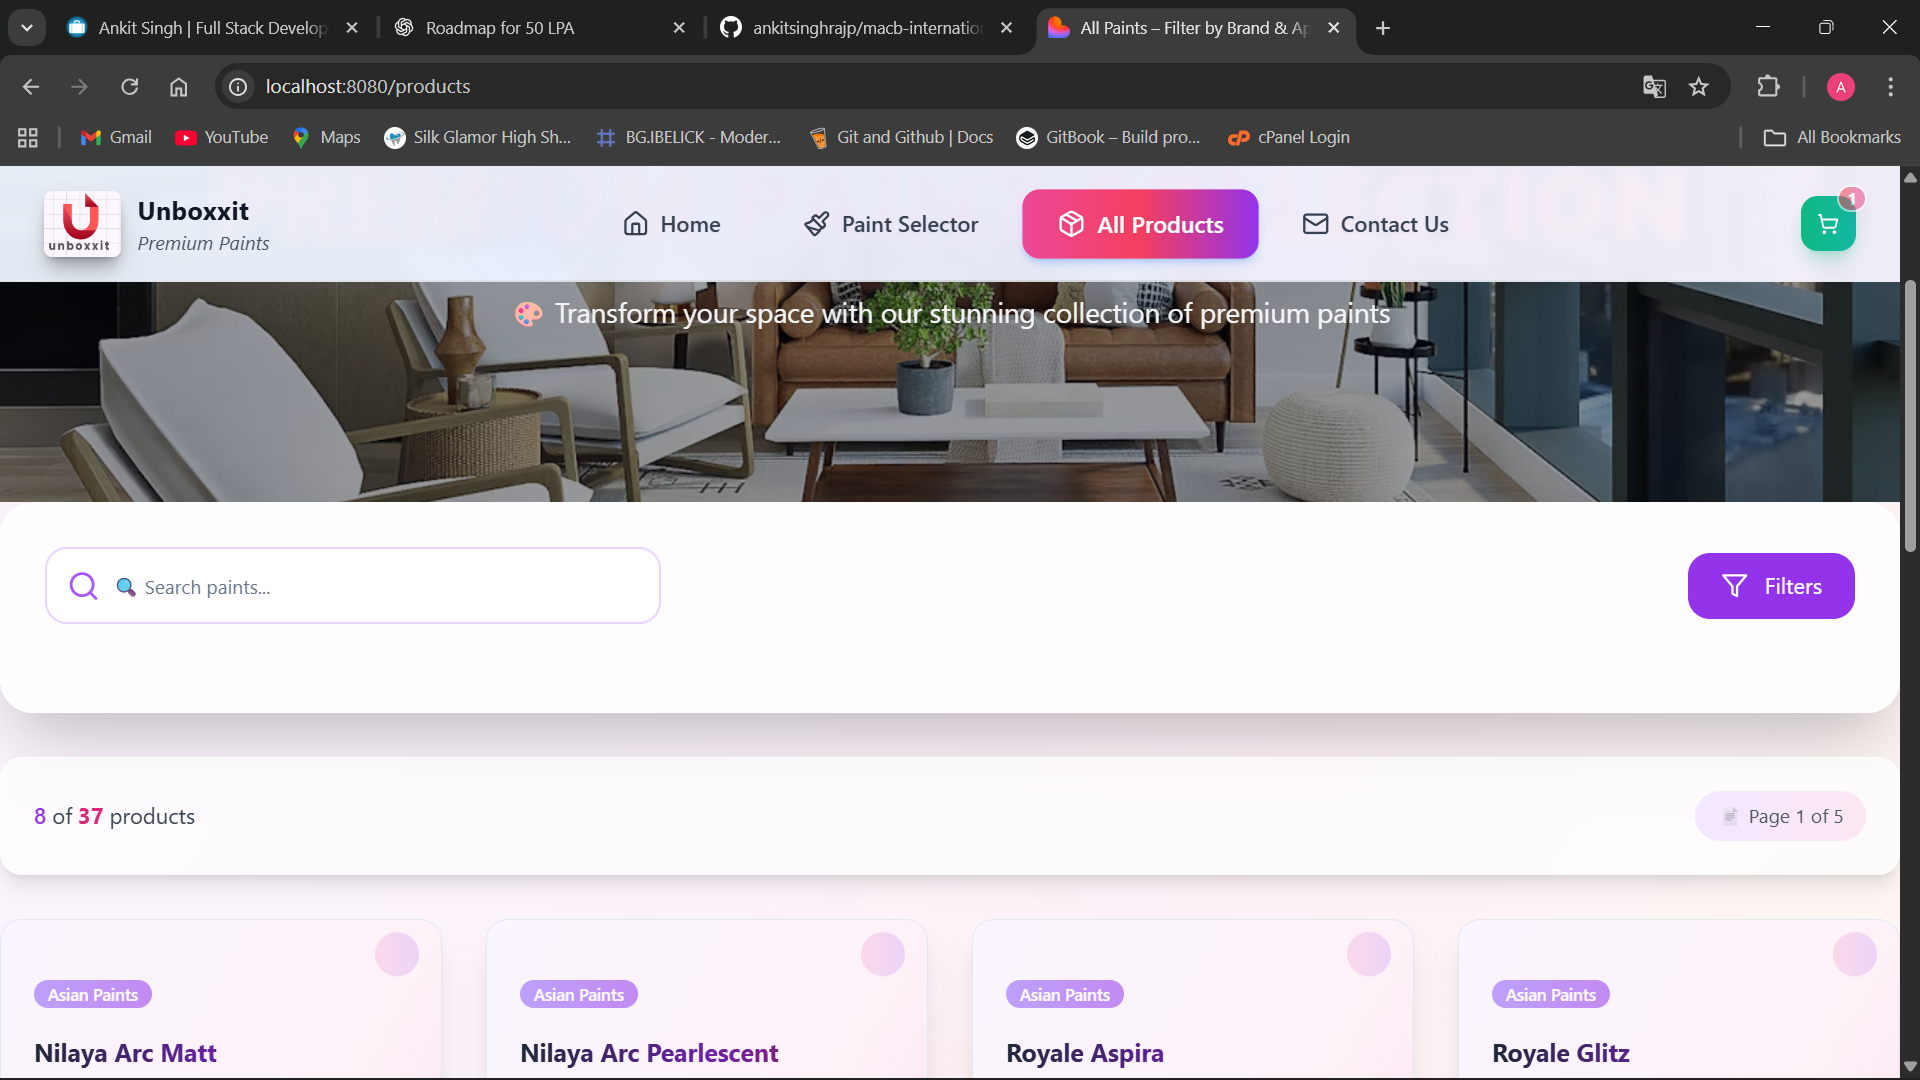 Ankit Singh | Full Stack Develop
Roadmap for 50 LPA
ankitsinghrajp/macb-internatio
All Paints – Filter by Brand & Ap
localhost:8080/products
A
Gmail
YouTube
Maps
Silk Glamor High Sh...
BG.IBELICK - Moder...
Git and Github | Docs
GitBook – Build pro...
cPanel Login
All Bookmarks
unboxxit
Unboxxit
Premium Paints
Home
Paint Selector
All Products
Contact Us
1
Transform your space with our stunning collection of premium paints
Search paints...
Filters
8 of 37 products
Page 1 of 5
Asian Paints
Nilaya Arc Matt
Asian Paints
Nilaya Arc Pearlescent
Asian Paints
Royale Aspira
Asian Paints
Royale Glitz